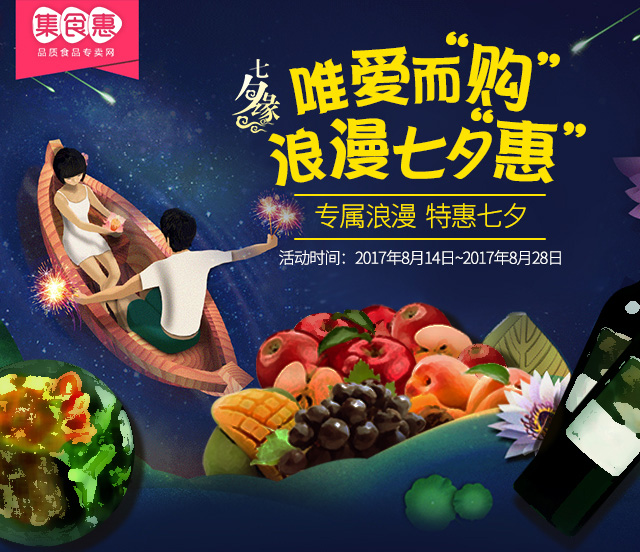 集食惠
品质食品专卖网
七夕缘
唯爱而“购”
浪漫七夕“惠”
专属浪漫 特惠七夕
活动时间：2017年8月14日~2017年8月28日